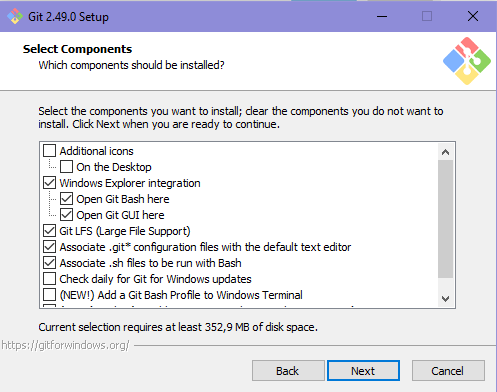 Git 2.49.0 Setup
Select Components
Which components should be installed?
Select the components you want to install; clear the components you do not want to
install. Click Next when you are ready to continue.
Additional icons
On the Desktop
Windows Explorer integration
Open Git Bash here
Open Git GUI here
Git LFS (Large File Support)
Associate .git* configuration files with the default text editor
Associate .sh files to be run with Bash
Check daily for Git for Windows updates
(NEW!) Add a Git Bash Profile to Windows Terminal
Current selection requires at least 352,9 MB of disk space.
https://gitforwindows.org/
Back
Next
Cancel